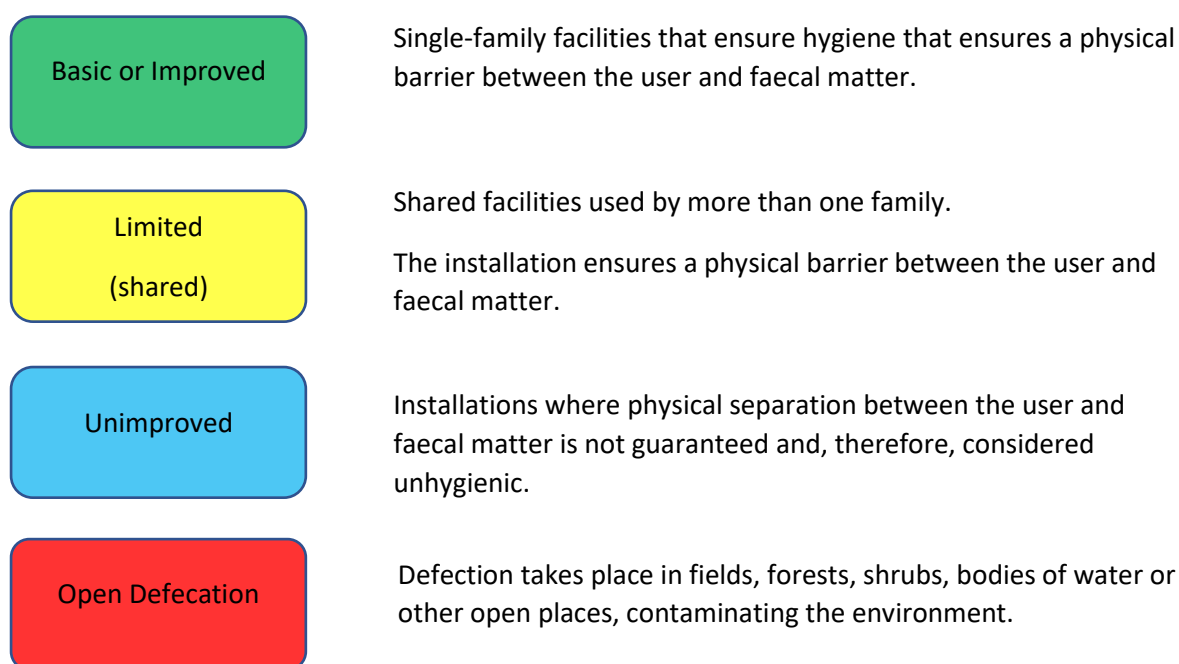 Basic or Improved
Single-family facilities that ensure hygiene that ensures a physical
barrier between the user and faecal matter.
Limited
(shared)
Shared facilities used by more than one family.
The installation ensures a physical barrier between the user and
faecal matter.
Unimproved
Installations where physical separation between the user and
faecal matter is not guaranteed and, therefore, considered
unhygienic.
Open Defecation
Defection takes place in fields, forests, shrubs, bodies of water or
other open places, contaminating the environment.